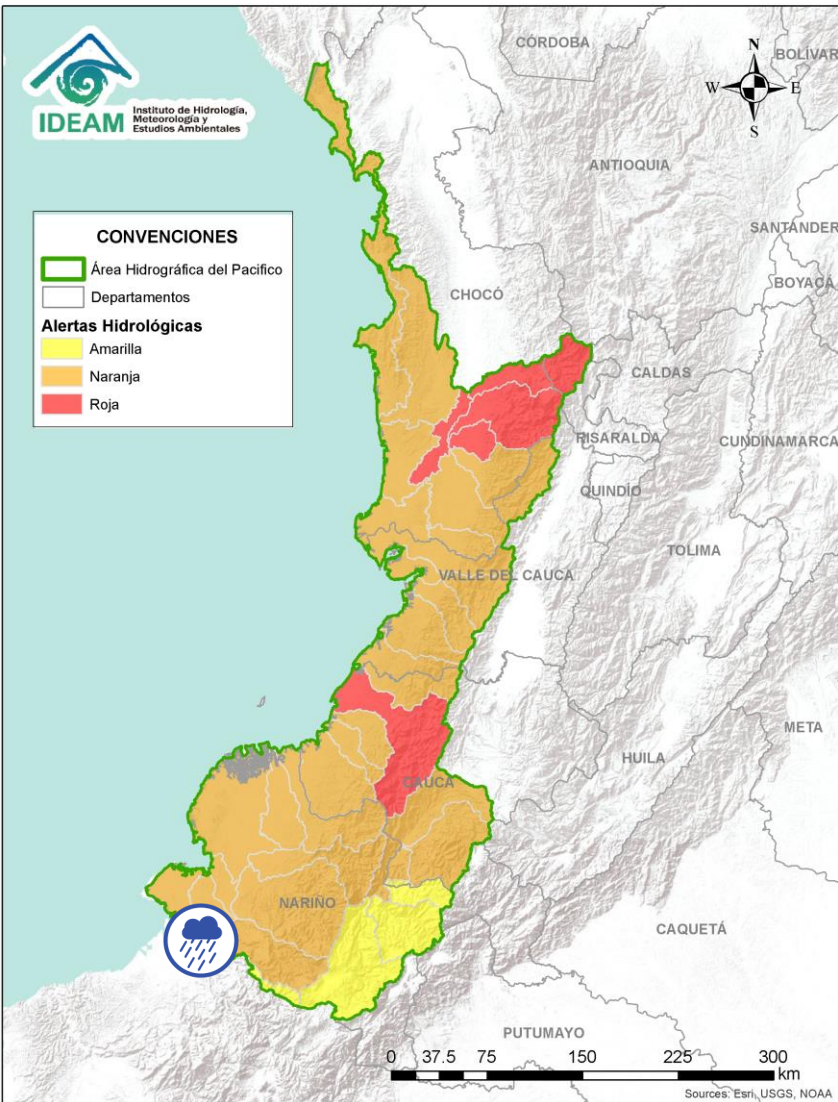 IDEAM
Instituto de Hidrología,
Meteorología y
Estudios Ambientales
CÓRDOBA
BOLÍVAR
N
W
E
S
ANTIOQUIA
SANTANDER
BOYACÁ
CONVENCIONES
Área Hidrográfica del Pacifico
Departamentos
Alertas Hidrológicas
Amarilla
Naranja
Roja
CHOCÓ
CALDAS
RISARALDA
CUNDINAMARCA
QUINDÍO
TOLIMA
VALLE DEL CAUCA
META
HUILA
CAUCA
NARIÑO
CAQUETÁ
PUTUMAYO
0 37.5 75 150 225 300
km
Sources: Esri, USGS, NOAA